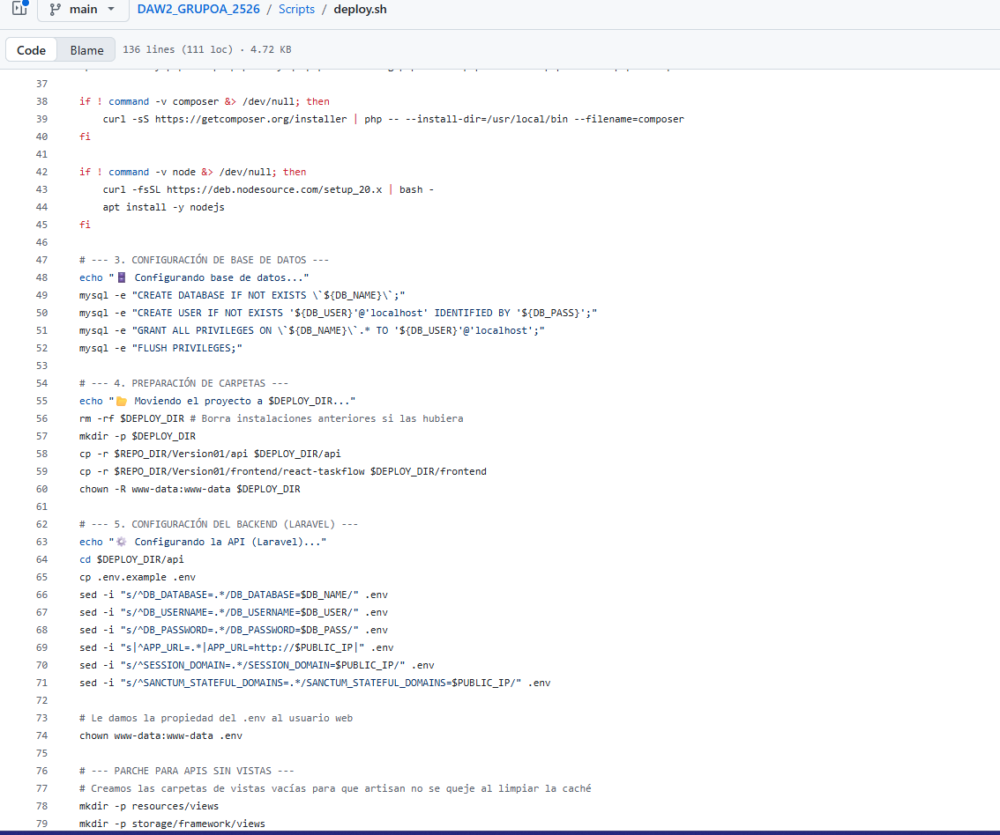 main
DAW2_GRUPOA_2526 / Scripts / deploy.sh
Code Blame 136 lines (111 loc) · 4.72 KB
37
38 if ! command -v composer &> /dev/null; then
39     curl -sS https://getcomposer.org/installer | php -- --install-dir=/usr/local/bin --filename=composer
40 fi
41
42 if ! command -v node &> /dev/null; then
43     curl -fsSL https://deb.nodesource.com/setup_20.x | bash -
44     apt install -y nodejs
45 fi
46
47 # --- 3. CONFIGURACIÓN DE BASE DE DATOS ---
48 echo "🗄️ Configurando base de datos..."
49 mysql -e "CREATE DATABASE IF NOT EXISTS \`${DB_NAME}\`;"
50 mysql -e "CREATE USER IF NOT EXISTS '${DB_USER}'@'localhost' IDENTIFIED BY '${DB_PASS}';"
51 mysql -e "GRANT ALL PRIVILEGES ON \`${DB_NAME}\`.* TO '${DB_USER}'@'localhost';"
52 mysql -e "FLUSH PRIVILEGES;"
53
54 # --- 4. PREPARACIÓN DE CARPETAS ---
55 echo "📂 Moviendo el proyecto a $DEPLOY_DIR..."
56 rm -rf $DEPLOY_DIR # Borra instalaciones anteriores si las hubiera
57 mkdir -p $DEPLOY_DIR
58 cp -r $REPO_DIR/Version01/api $DEPLOY_DIR/api
59 cp -r $REPO_DIR/Version01/frontend/react-taskflow $DEPLOY_DIR/frontend
60 chown -R www-data:www-data $DEPLOY_DIR
61
62 # --- 5. CONFIGURACIÓN DEL BACKEND (LARAVEL) ---
63 echo "⚙️ Configurando la API (Laravel)..."
64 cd $DEPLOY_DIR/api
65 cp .env.example .env
66 sed -i "s/^DB_DATABASE=.*/DB_DATABASE=$DB_NAME/" .env
67 sed -i "s/^DB_USERNAME=.*/DB_USERNAME=$DB_USER/" .env
68 sed -i "s/^DB_PASSWORD=.*/DB_PASSWORD=$DB_PASS/" .env
69 sed -i "s|^APP_URL=.*|APP_URL=http://$PUBLIC_IP|" .env
70 sed -i "s/^SESSION_DOMAIN=.*/SESSION_DOMAIN=$PUBLIC_IP/" .env
71 sed -i "s/^SANCTUM_STATEFUL_DOMAINS=.*/SANCTUM_STATEFUL_DOMAINS=$PUBLIC_IP/" .env
72
73 # Le damos la propiedad del .env al usuario web
74 chown www-data:www-data .env
75
76 # --- PARCHE PARA APIS SIN VISTAS ---
77 # Creamos las carpetas de vistas vacías para que artisan no se queje al limpiar la caché
78 mkdir -p resources/views
79 mkdir -p storage/framework/views